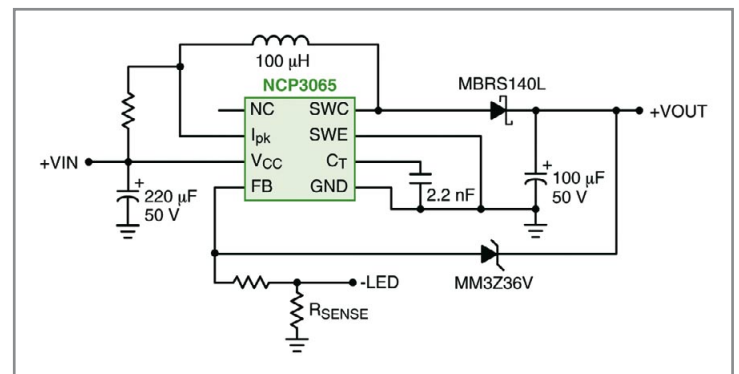 100 μH
NCP3065
MBRS140L
NC
SWC
+VOUT
Ipk
SWE
+VIN
VCC
CT
+
220 μF
50 V
FB
GND
2.2 nF
+
100 μF
50 V
-LED
MM3Z36V
RSENSE